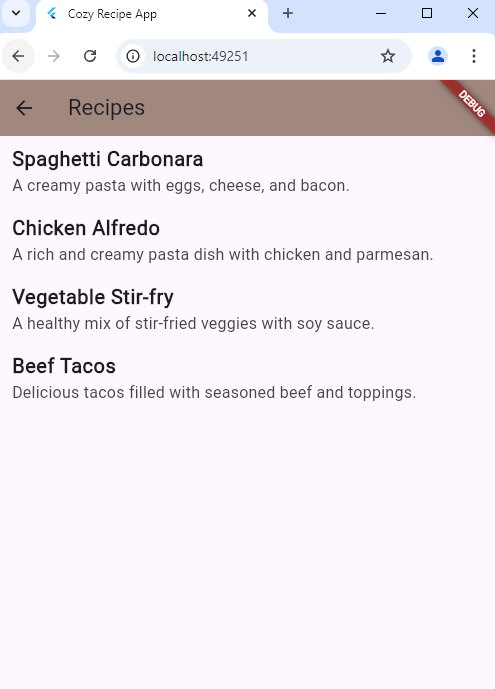 Cozy Recipe App
localhost:49251
Recipes
DEBUG
Spaghetti Carbonara
A creamy pasta with eggs, cheese, and bacon.
Chicken Alfredo
A rich and creamy pasta dish with chicken and parmesan.
Vegetable Stir-fry
A healthy mix of stir-fried veggies with soy sauce.
Beef Tacos
Delicious tacos filled with seasoned beef and toppings.